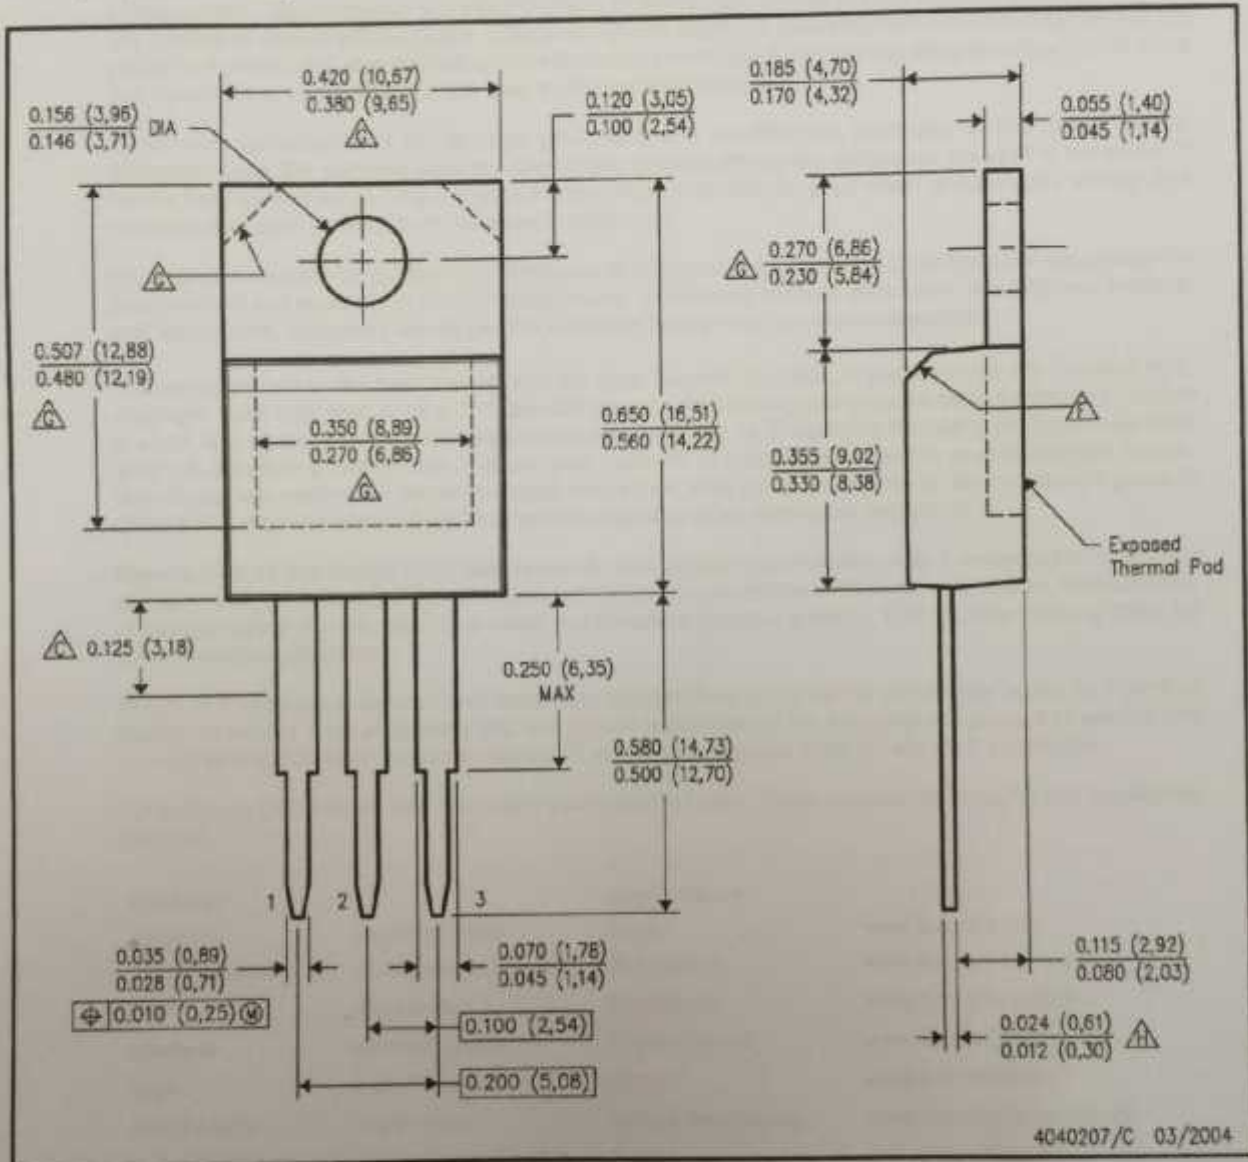 0.420 (10,67)
0.380 (9,65)
G
0.156 (3,96)
0.146 (3,71)
DIA
0.120 (3,05)
0.100 (2,54)
0.185 (4,70)
0.170 (4,32)
0.055 (1,40)
0.045 (1,14)
C
0.270 (6,86)
0.230 (5,84)
G
0.507 (12,88)
0.480 (12,19)
G
0.350 (8,89)
0.270 (6,86)
G
0.650 (16,51)
0.560 (14,22)
F
0.355 (9,02)
0.330 (8,38)
Exposed
Thermal Pad
C 0.125 (3,18)
0.250 (6,35)
MAX
0.580 (14,73)
0.500 (12,70)
1 2 3
0.035 (0,89)
0.028 (0,71)
0.010 (0,25) M
0.070 (1,78)
0.045 (1,14)
0.100 (2,54)
0.200 (5,08)
0.115 (2,92)
0.080 (2,03)
0.024 (0,61)
0.012 (0,30)
H
4040207/C 03/2004